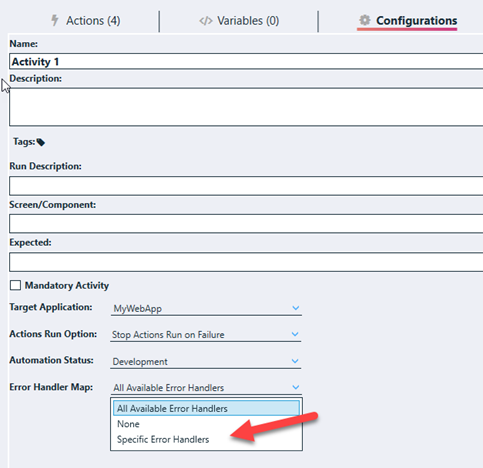 Actions (4) Variables (0) Configurations
Name:
Activity 1
Description:
Tags:
Run Description:
Screen/Component:
Expected:
Mandatory Activity
Target Application: MyWebApp
Actions Run Option: Stop Actions Run on Failure
Automation Status: Development
Error Handler Map: All Available Error Handlers
All Available Error Handlers
None
Specific Error Handlers